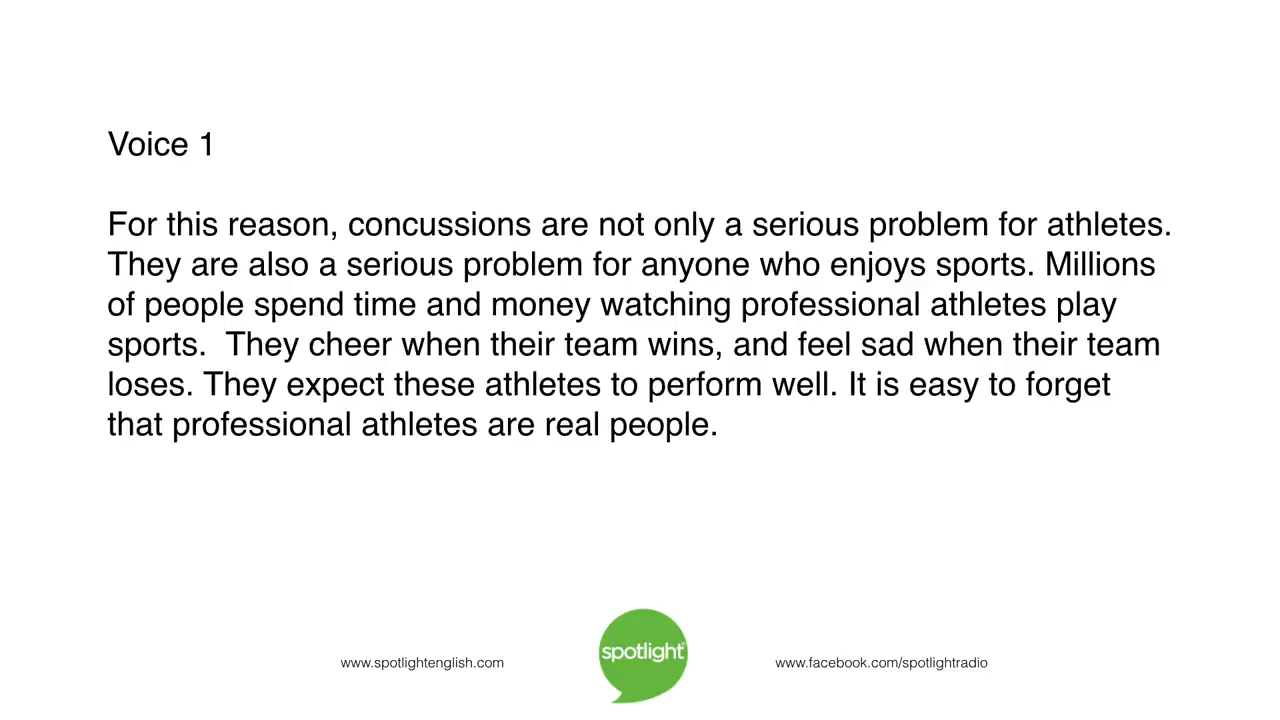 Voice 1
For this reason, concussions are not only a serious problem for athletes.
They are also a serious problem for anyone who enjoys sports. Millions
of people spend time and money watching professional athletes play
sports.  They cheer when their team wins, and feel sad when their team
loses. They expect these athletes to perform well. It is easy to forget
that professional athletes are real people.
www.spotlightenglish.com
spotlight®
www.facebook.com/spotlightradio